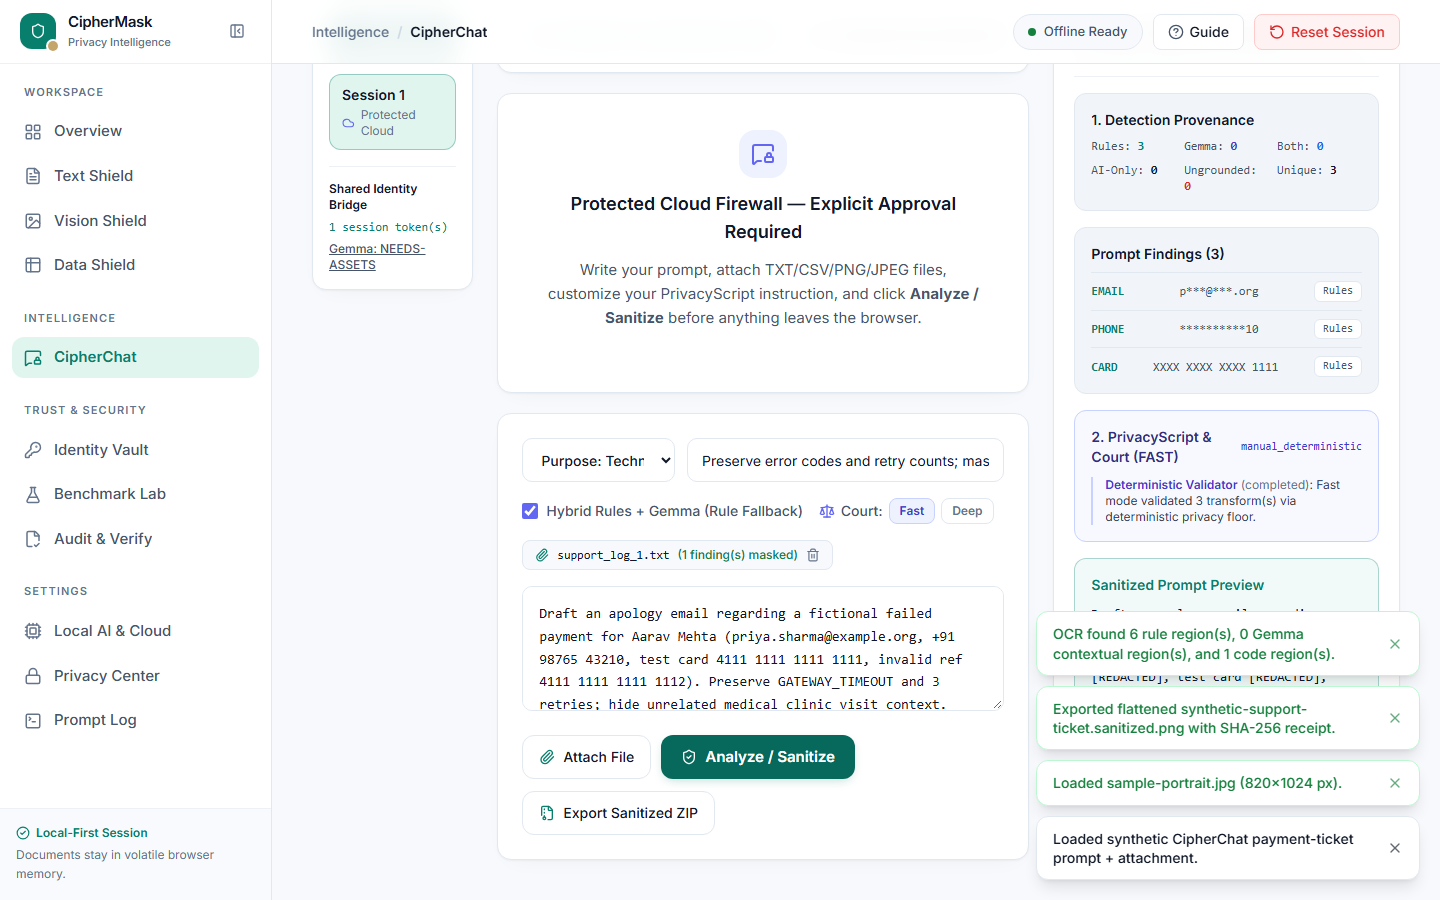 CipherMask
Privacy Intelligence
WORKSPACE
Overview
Text Shield
Vision Shield
Data Shield
INTELLIGENCE
CipherChat
TRUST & SECURITY
Identity Vault
Benchmark Lab
Audit & Verify
SETTINGS
Local AI & Cloud
Privacy Center
Prompt Log
Local-First Session
Documents stay in volatile browser
memory.
Intelligence / CipherChat
Offline Ready
Guide
Reset Session
Session 1
Protected
Cloud
Shared Identity
Bridge
1 session token(s)
Gemma: NEEDS-
ASSETS
Protected Cloud Firewall — Explicit Approval
Required
Write your prompt, attach TXT/CSV/PNG/JPEG files,
customize your PrivacyScript instruction, and click Analyze /
Sanitize before anything leaves the browser.
Purpose: Techr
Preserve error codes and retry counts; mas
Hybrid Rules + Gemma (Rule Fallback)
Court:
Fast
Deep
support_log_1.txt (1 finding(s) masked)
Draft an apology email regarding a fictional failed
payment for Aarav Mehta (priya.sharma@example.org, +91
98765 43210, test card 4111 1111 1111 1111, invalid ref
4111 1111 1111 1112). Preserve GATEWAY_TIMEOUT and 3
retries; hide unrelated medical clinic visit context.
Attach File
Analyze / Sanitize
Export Sanitized ZIP
1. Detection Provenance
Rules: 3 Gemma: 0 Both: 0
AI-Only: 0 Ungrounded: Unique: 3
0
Prompt Findings (3)
EMAIL p***@***.org Rules
PHONE **********10 Rules
CARD XXXX XXXX XXXX 1111 Rules
2. PrivacyScript &
Court (FAST)
manual_deterministic
Deterministic Validator (completed): Fast
mode validated 3 transform(s) via
deterministic privacy floor.
Sanitized Prompt Preview
OCR found 6 rule region(s), 0 Gemma
contextual region(s), and 1 code region(s).
[REDACTED], test card [REDACTED],
Exported flattened synthetic-support-
ticket.sanitized.png with SHA-256 receipt.
Loaded sample-portrait.jpg (820×1024 px).
Loaded synthetic CipherChat payment-ticket
prompt + attachment.